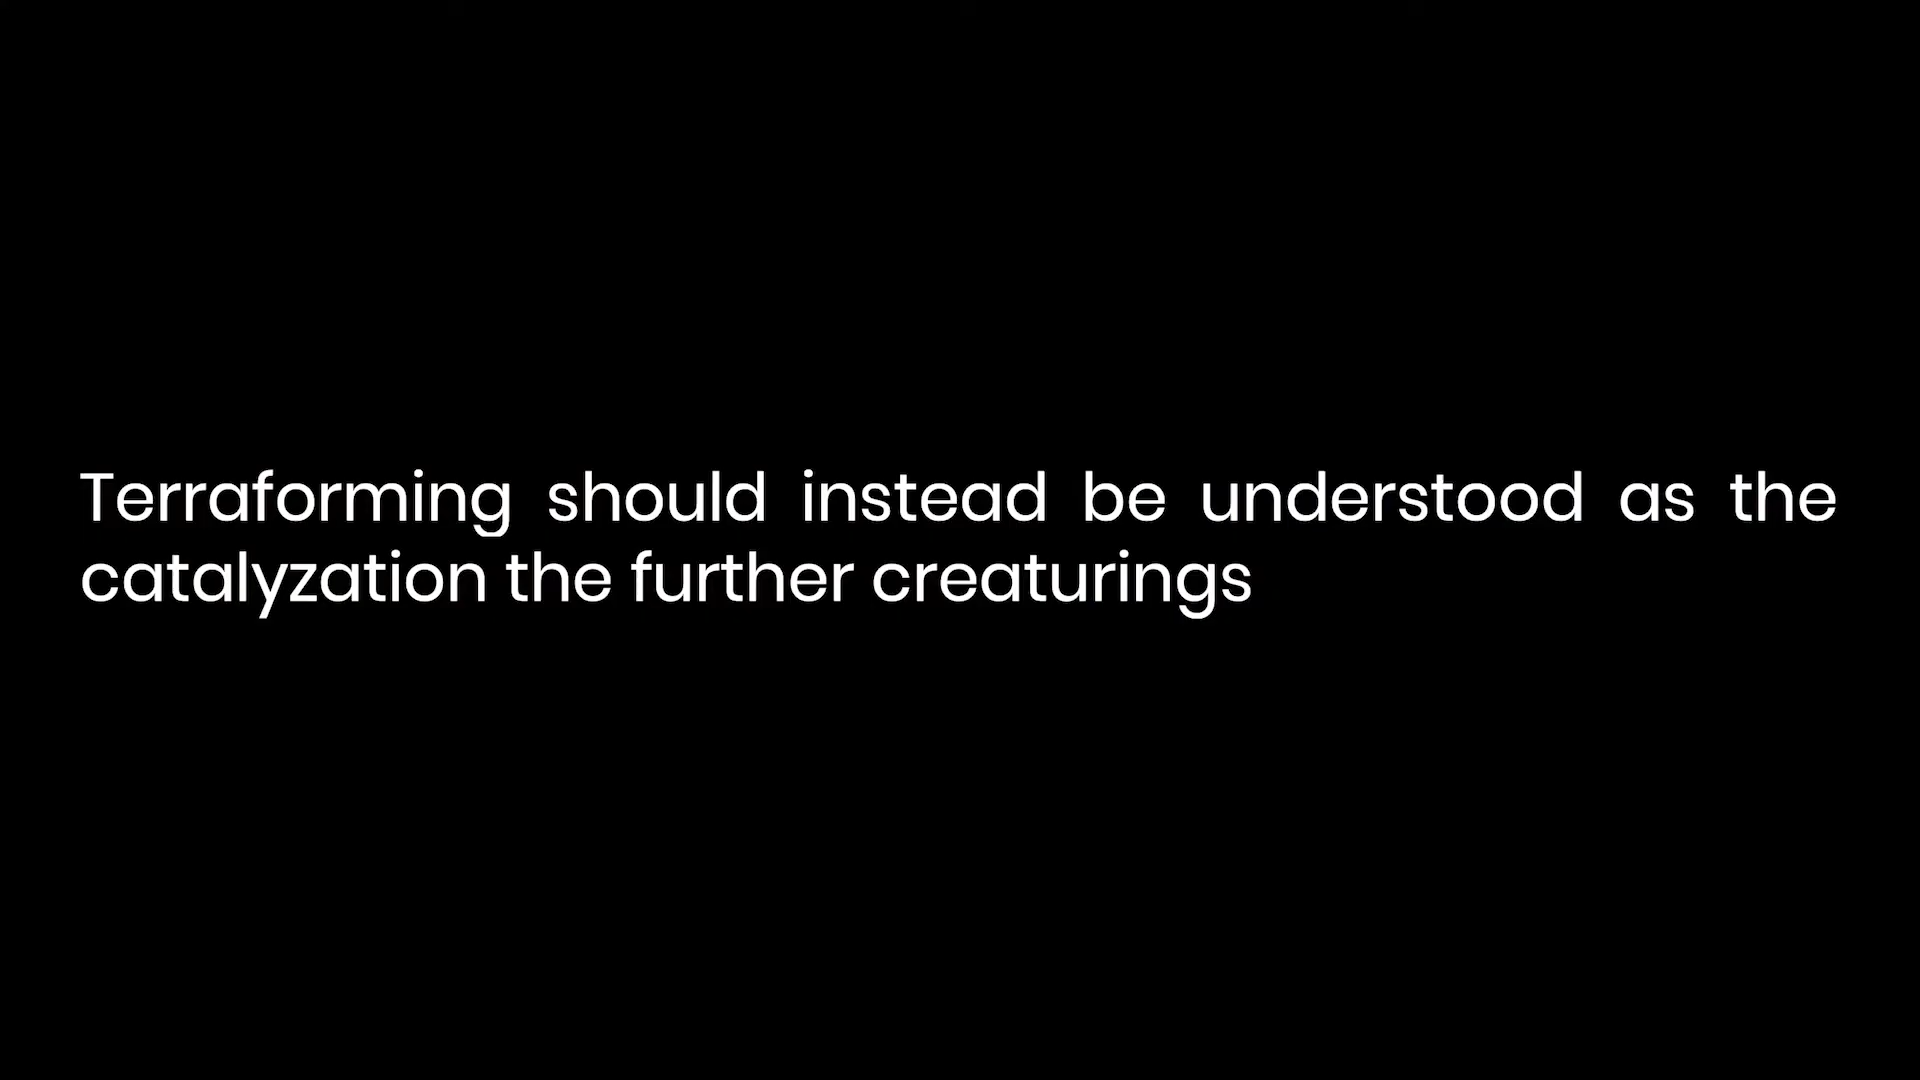 Terraforming should instead be understood as the
catalyzation the further creaturings